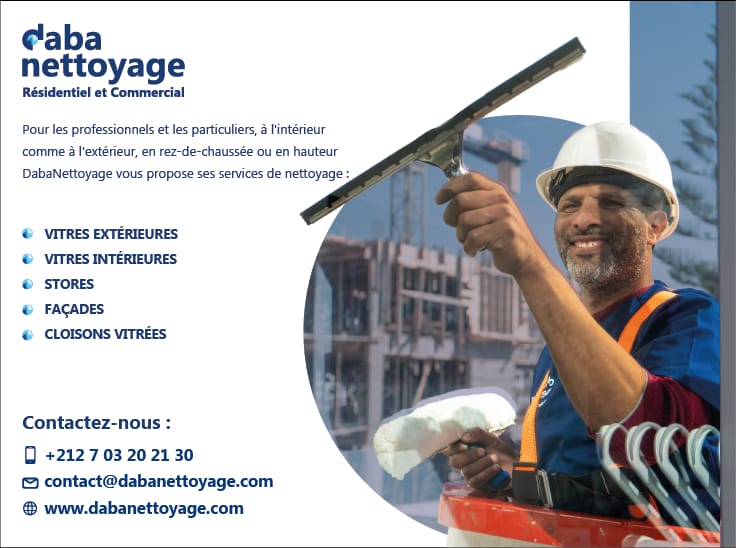 daba
nettoyage
Résidentiel et Commercial
Pour les professionnels et les particuliers, à l'intérieur
comme à l'extérieur, en rez-de-chaussée ou en hauteur
DabaNettoyage vous propose ses services de nettoyage :
VITRES EXTÉRIEURES
VITRES INTÉRIEURES
STORES
FAÇADES
CLOISONS VITRÉES
Contactez-nous :
+212 7 03 20 21 30
contact@dabanettoyage.com
www.dabanettoyage.com